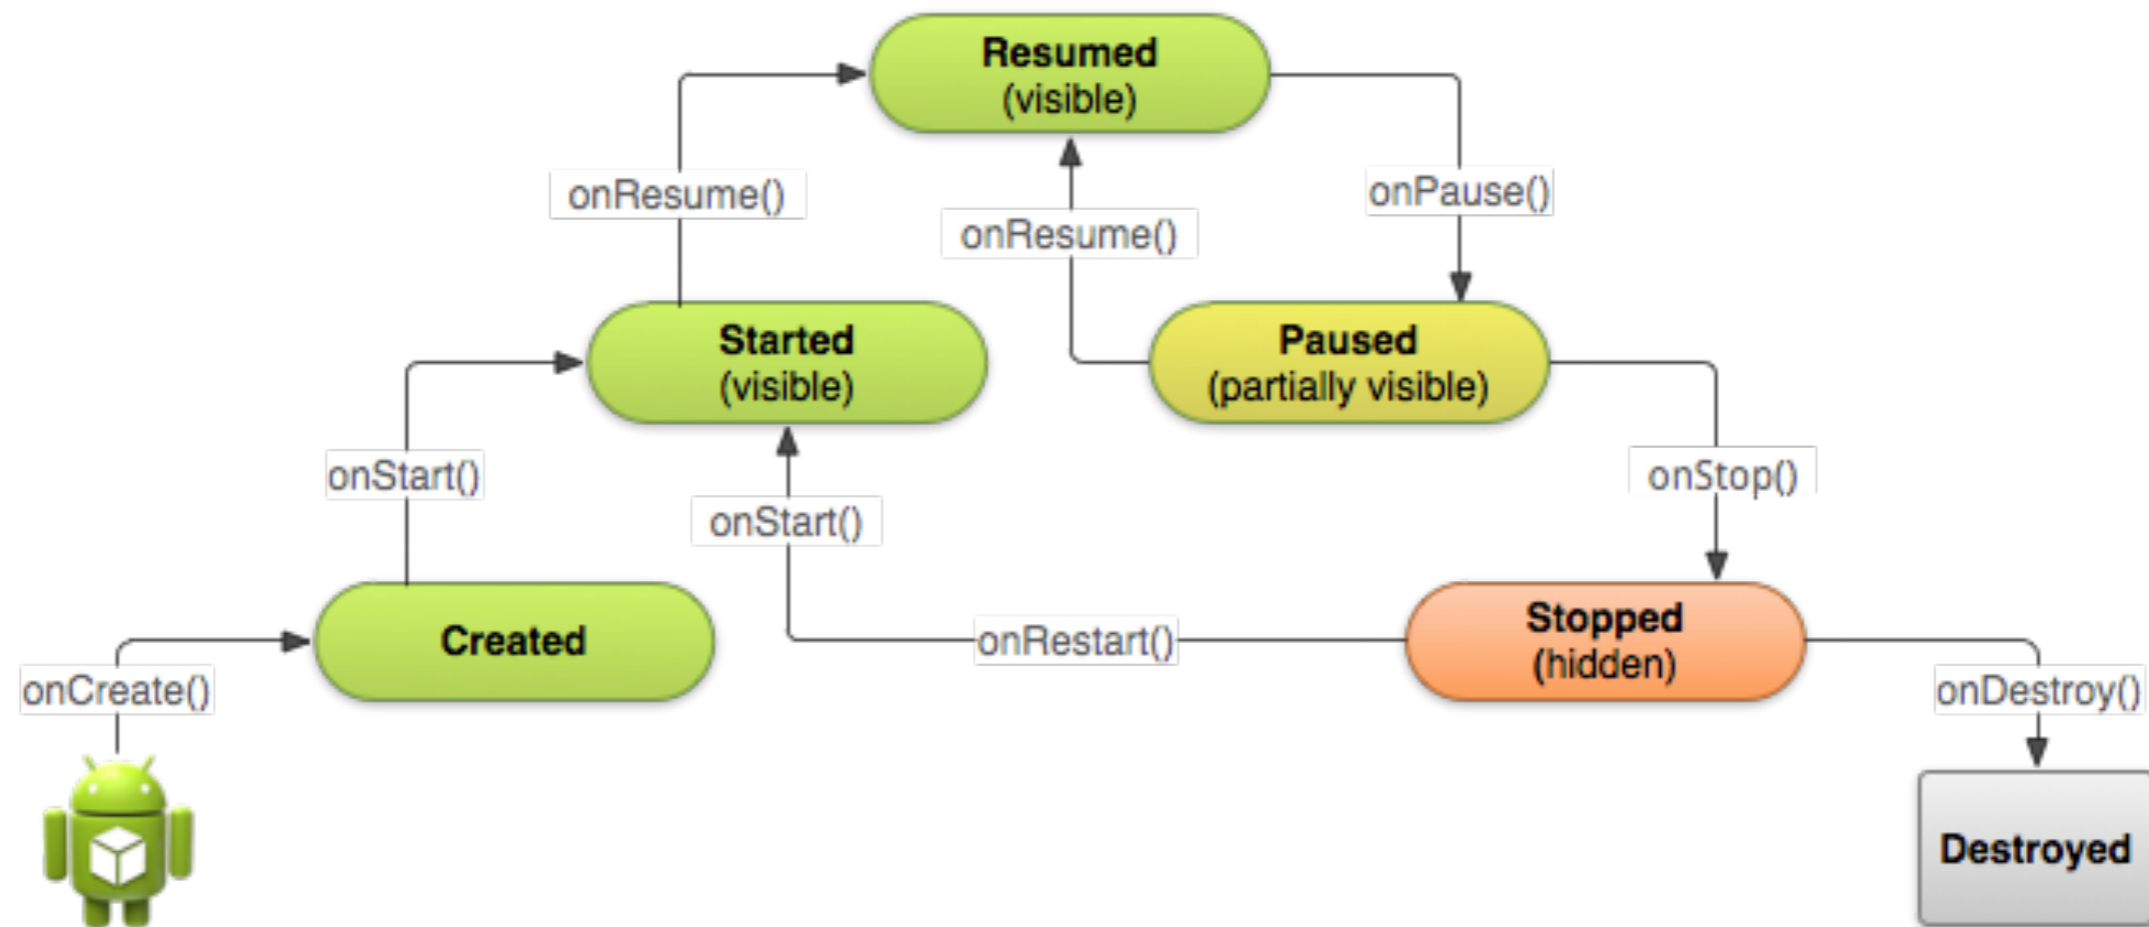 Resumed
(visible)
onResume()
onPause()
onResume()
Started
(visible)
Paused
(partially visible)
onStart()
onStop()
onStart()
Created
onRestart()
Stopped
(hidden)
onCreate()
onDestroy()
Destroyed